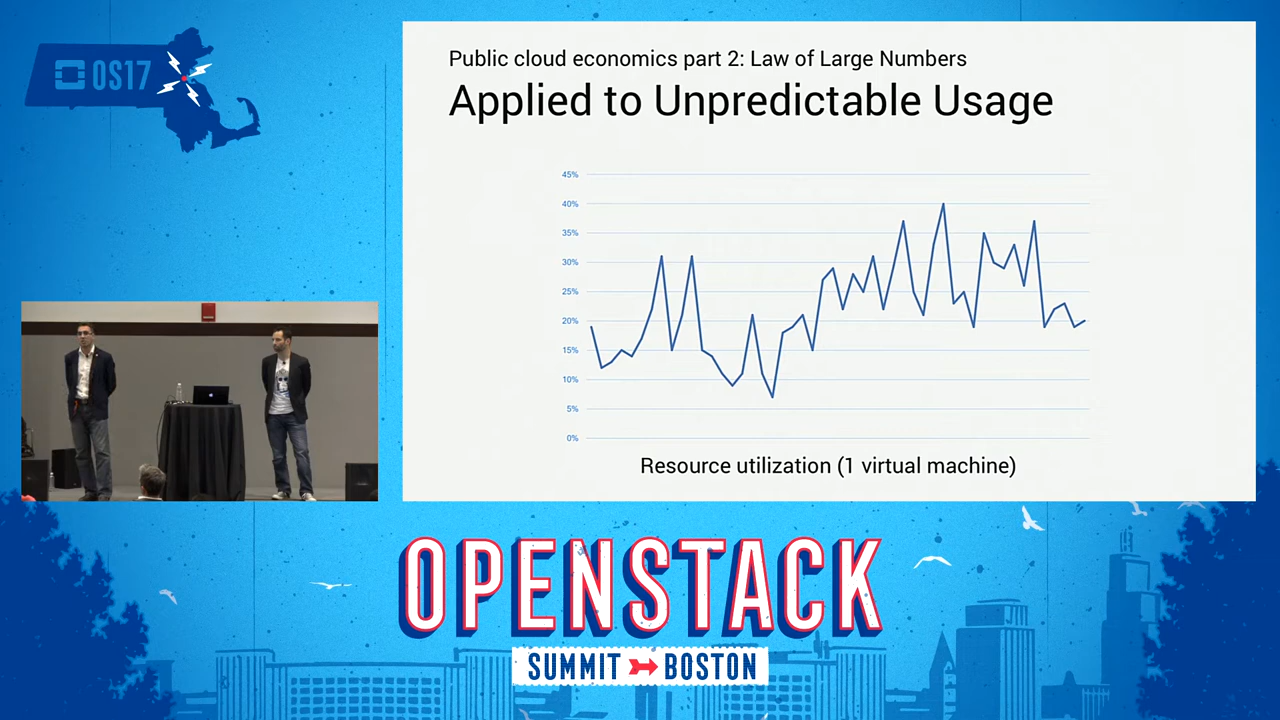 OS17
Public cloud economics part 2: Law of Large Numbers
Applied to Unpredictable Usage
45%
40%
35%
30%
25%
20%
15%
10%
5%
0%
Resource utilization (1 virtual machine)
OPENSTACK
SUMMIT BOSTON